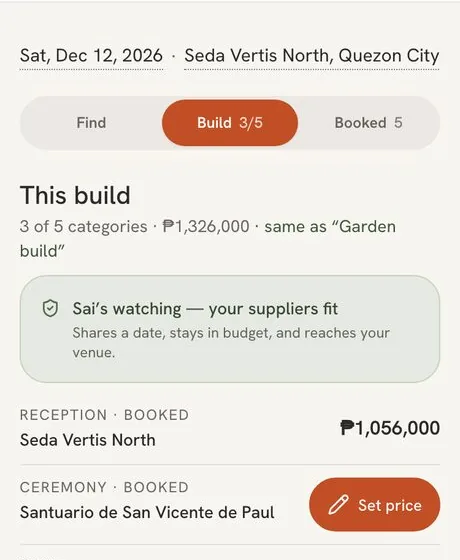 Sat, Dec 12, 2026 · Seda Vertis North, Quezon City
Find
Build 3/5
Booked 5
This build
3 of 5 categories · ₱1,326,000 · same as “Garden
build”
Sai’s watching — your suppliers fit
Shares a date, stays in budget, and reaches your
venue.
RECEPTION · BOOKED
Seda Vertis North
₱1,056,000
CEREMONY · BOOKED
Santuario de San Vicente de Paul
Set price